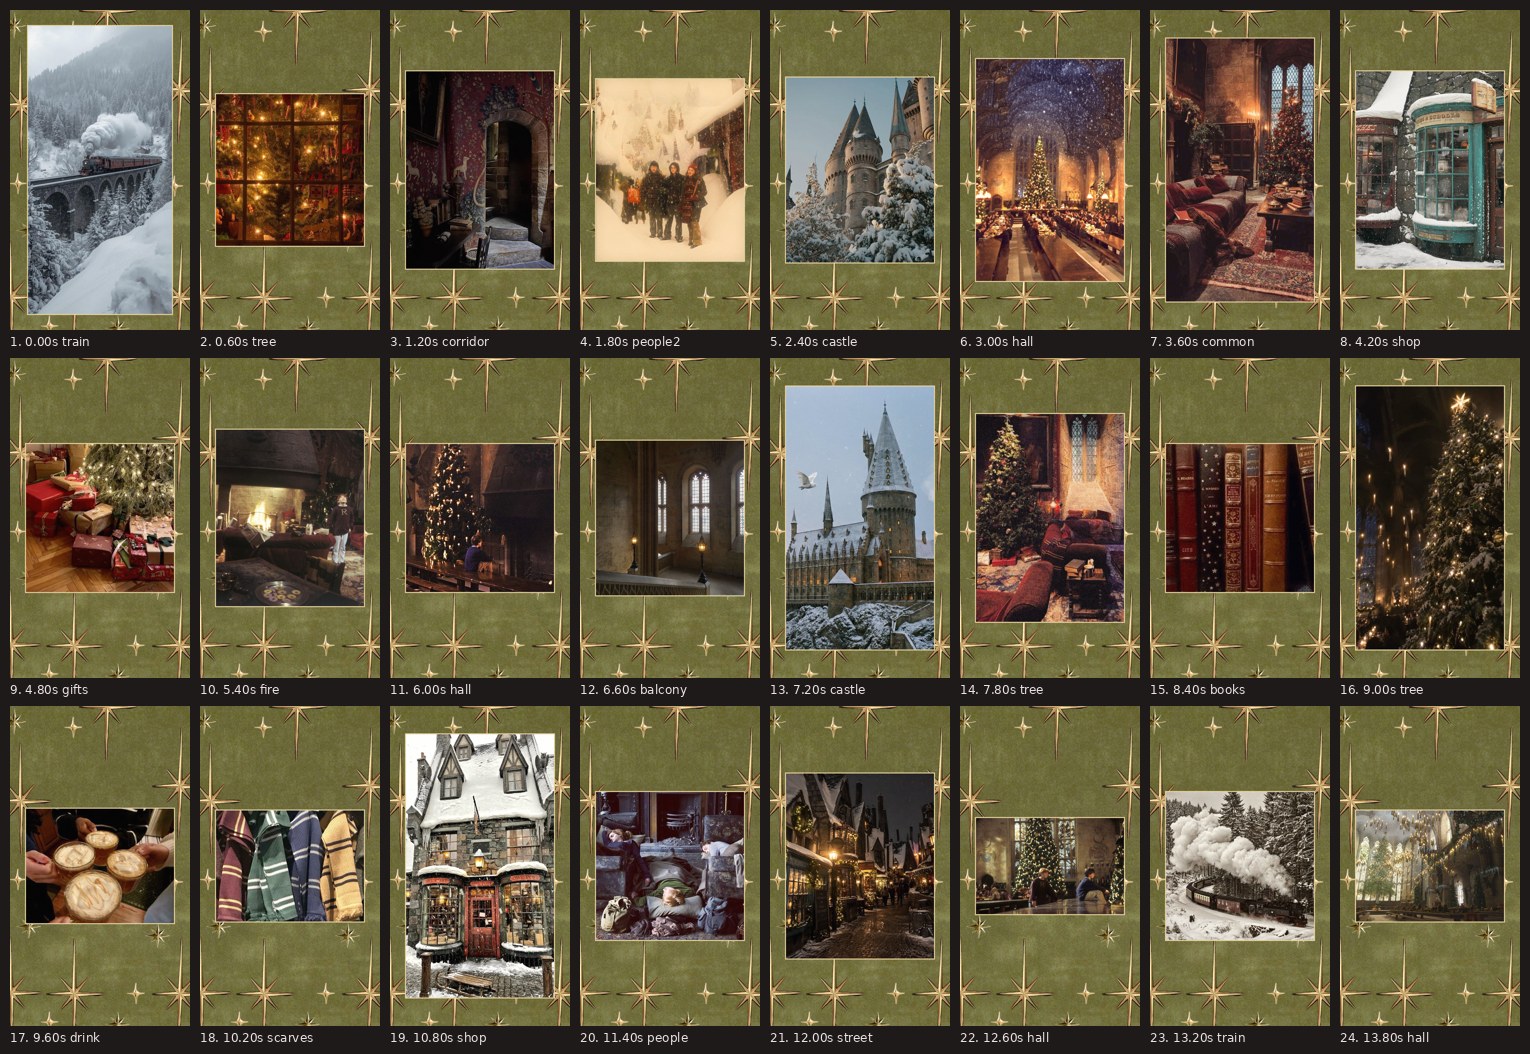 1. 0.00s train
2. 0.60s tree
3. 1.20s corridor
4. 1.80s people2
5. 2.40s castle
6. 3.00s hall
7. 3.60s common
8. 4.20s shop
9. 4.80s gifts
10. 5.40s fire
11. 6.00s hall
12. 6.60s balcony
13. 7.20s castle
14. 7.80s tree
15. 8.40s books
16. 9.00s tree
17. 9.60s drink
18. 10.20s scarves
19. 10.80s shop
20. 11.40s people
21. 12.00s street
22. 12.60s hall
23. 13.20s train
24. 13.80s hall